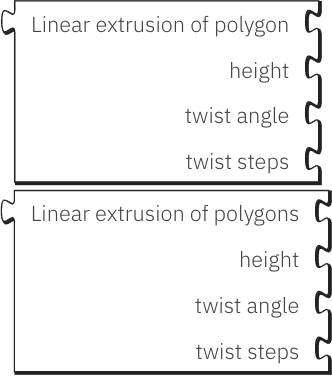 Linear extrusion of polygon
height
twist angle
twist steps
Linear extrusion of polygons
height
twist angle
twist steps